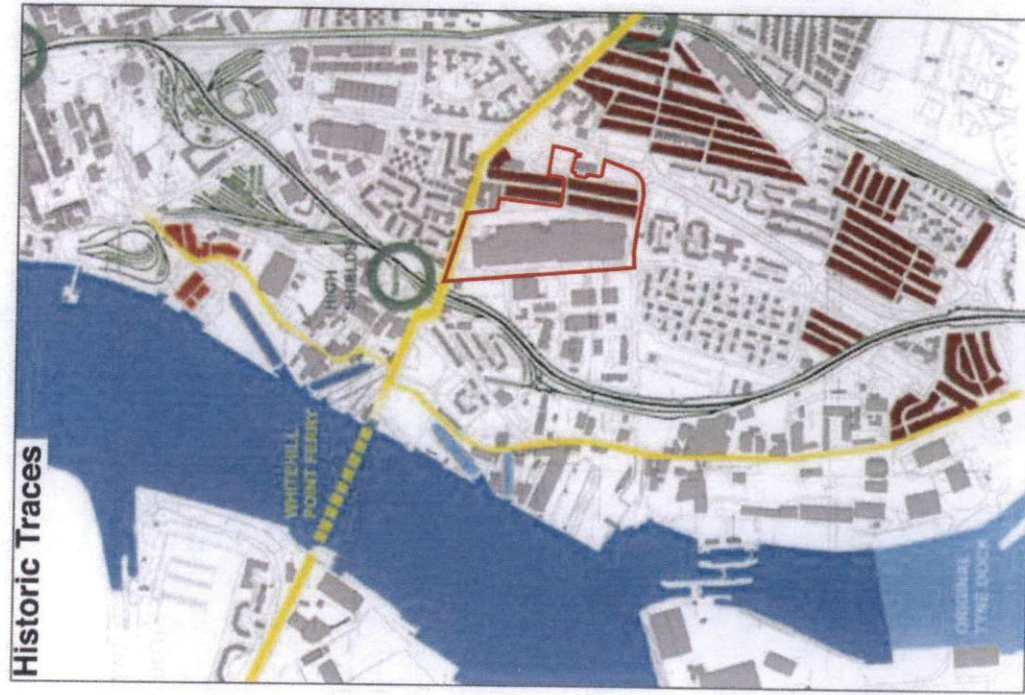 Historic Traces
WHITEHILL
POINT FERRY
HIGH
SHIELDS
ORIGINAL
TYNE DOCK